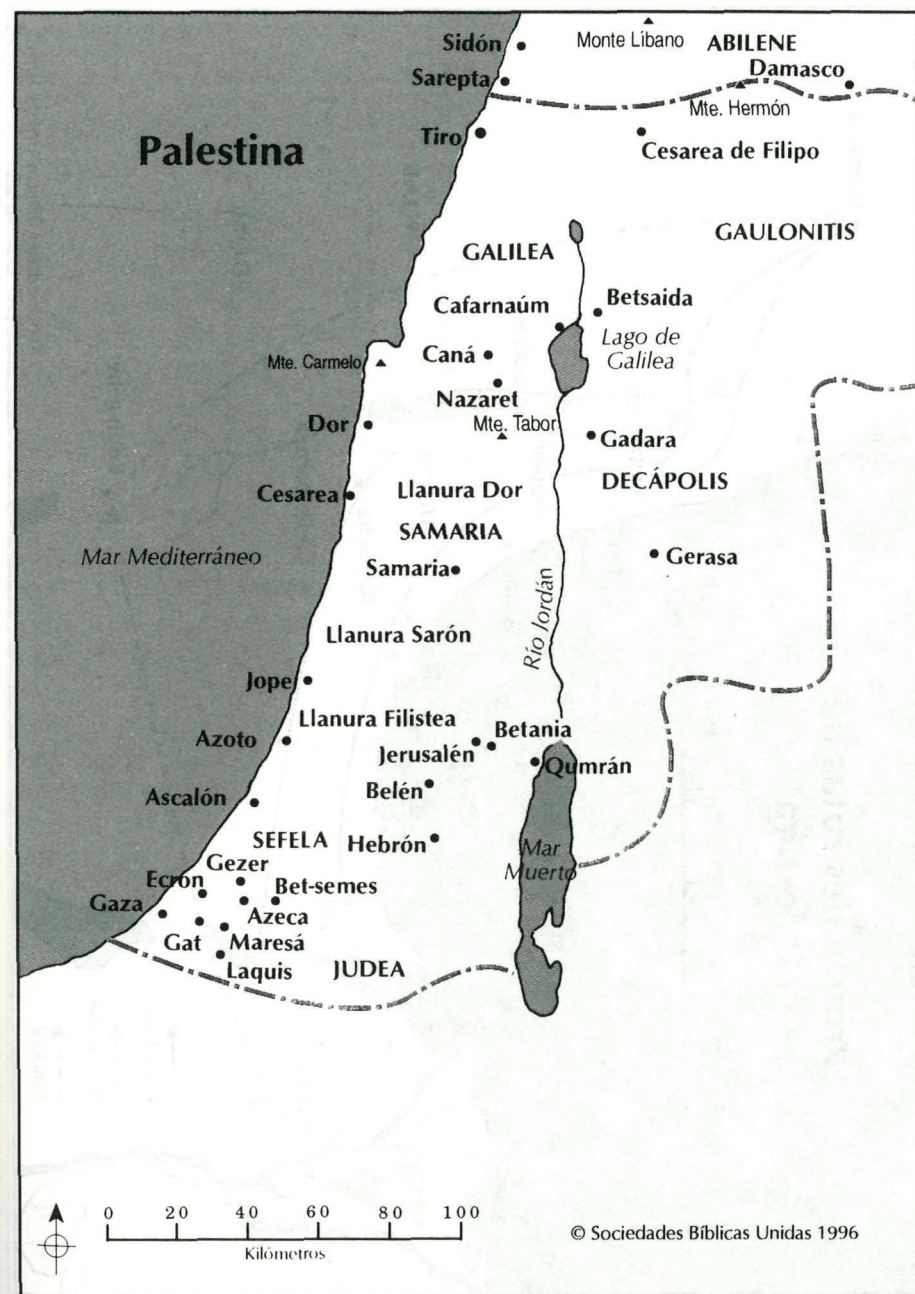 Sidón
Monte Líbano
ABILENE
Damasco
Sarepta
Mte. Hermón
Palestina
Tiro
Cesarea de Filipo
GAULONITIS
GALILEA
Cafarnaúm
Betsaida
Lago de
Galilea
Mte. Carmelo
Caná
Nazaret
Mte. Tabor
Dor
Gadara
Cesarea
Llanura Dor
DECÁPOLIS
SAMARIA
Mar Mediterráneo
Samaria
Gerasa
Río Jordán
Llanura Sarón
Jope
Llanura Filistea
Azoto
Betania
Jerusalén
Qumrán
Ascalón
Belén
SEFELA
Hebrón
Mar
Muerto
Gezer
Ecrón
Bet-semes
Gaza
Azeca
Gat
Maresá
Laquis
JUDEA
0 20 40 60 80 100
Kilómetros
© Sociedades Bíblicas Unidas 1996